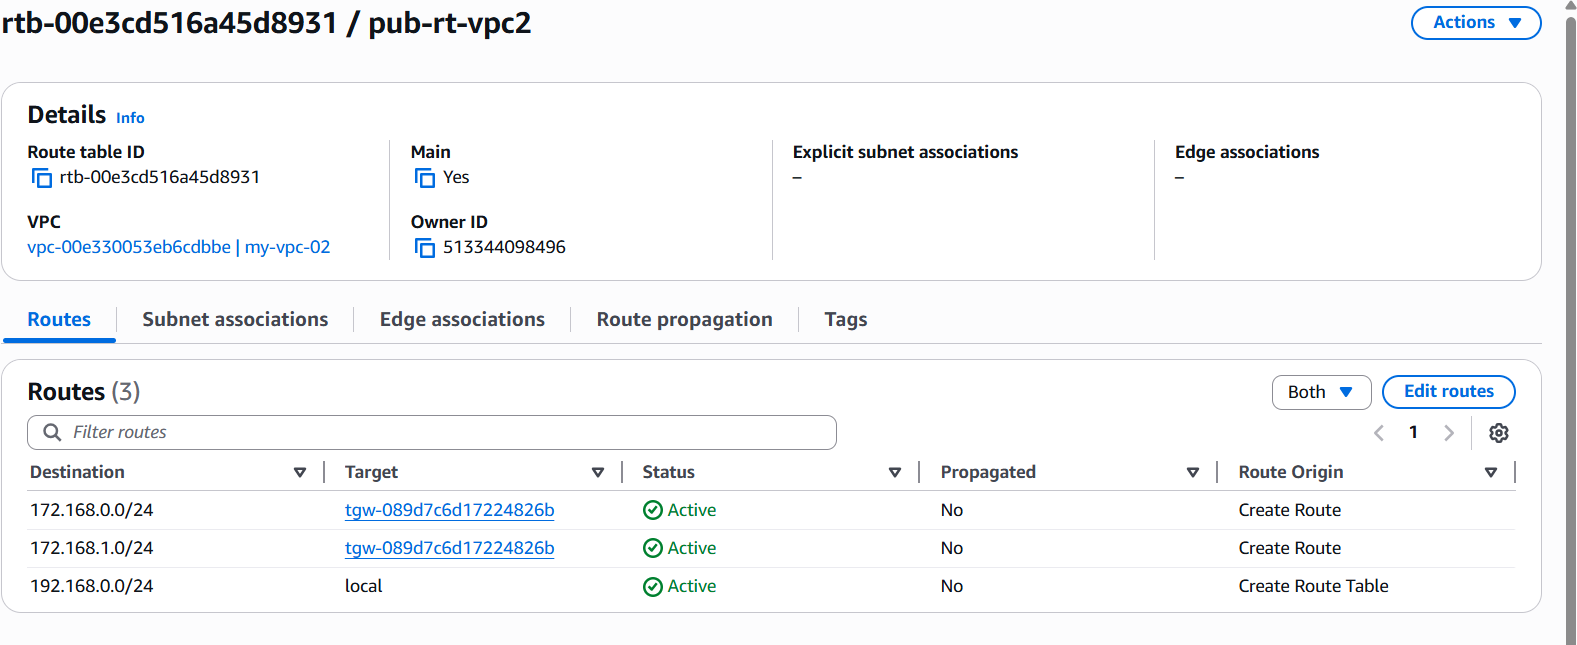 rtb-00e3cd516a45d8931 / pub-rt-vpc2
Actions
Details Info
Route table ID
rtb-00e3cd516a45d8931
Main
Yes
Explicit subnet associations
–
Edge associations
–
VPC
vpc-00e330053eb6cdbbe | my-vpc-02
Owner ID
513344098496
Routes Subnet associations Edge associations Route propagation Tags
Routes (3)
Both Edit routes
Filter routes
1
Destination Target Status Propagated Route Origin
172.168.0.0/24 tgw-089d7c6d17224826b Active No Create Route
172.168.1.0/24 tgw-089d7c6d17224826b Active No Create Route
192.168.0.0/24 local Active No Create Route Table